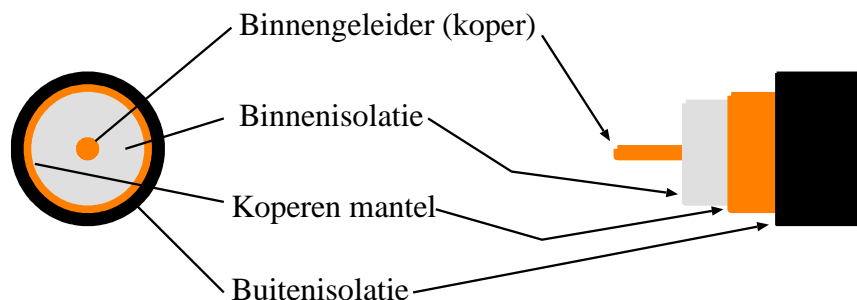 Binnengeleider (koper)
Binnenisolatie
Koperen mantel
Buitenisolatie